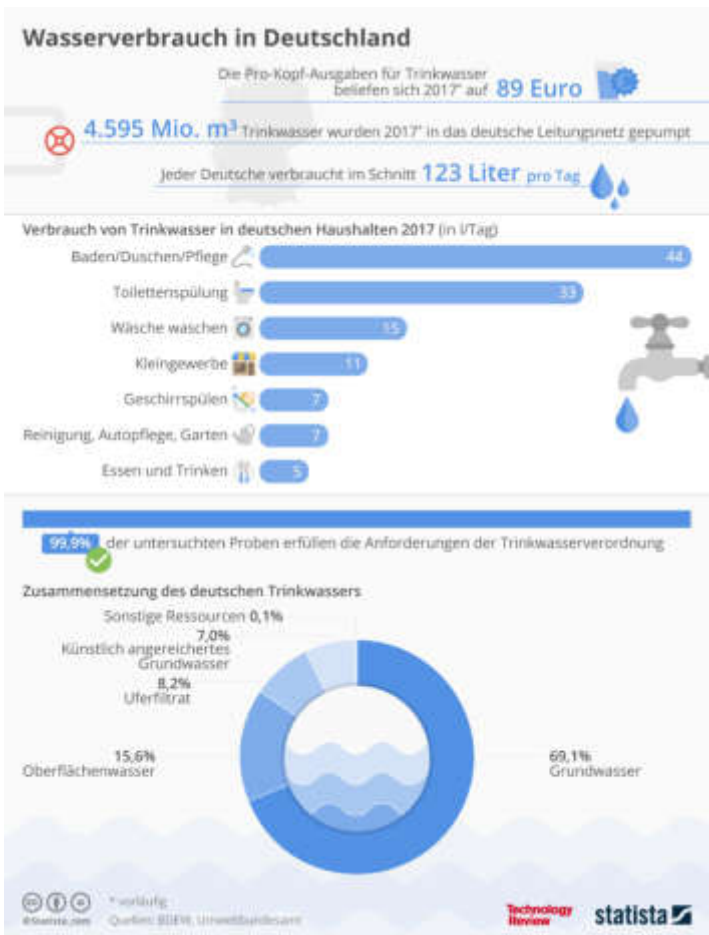 Wasserverbrauch in Deutschland
Die Pro-Kopf-Ausgaben für Trinkwasser
beliefen sich 2017* auf 89 Euro
4.595 Mio. m³ Trinkwasser wurden 2017* in das deutsche Leitungsnetz gepumpt
Jeder Deutsche verbraucht im Schnitt 123 Liter pro Tag
Verbrauch von Trinkwasser in deutschen Haushalten 2017 (in l/Tag)
Baden/Duschen/Pflege 44
Toilettenspülung 33
Wäsche waschen 15
Kleingewerbe 11
Geschirrspülen 7
Reinigung, Autopflege, Garten 7
Essen und Trinken 5
99,9% der untersuchten Proben erfüllen die Anforderungen der Trinkwasserverordnung
Zusammensetzung des deutschen Trinkwassers
Sonstige Ressourcen 0,1%
7,0%
Künstlich angereichertes
Grundwasser
8,2%
Uferfiltrat
15,6%
Oberflächenwasser
69,1%
Grundwasser
* vorläufig
@Statista_com
Quellen: BDEW, Umweltbundesamt
Technology
Review
statista